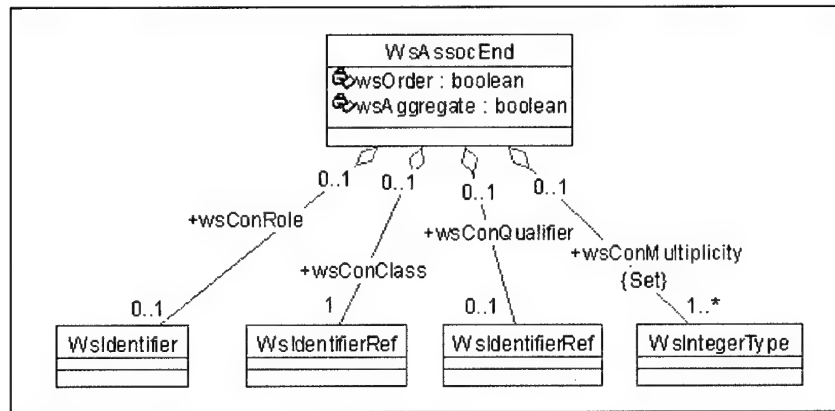 WsAssocEnd
wsOrder : boolean
wsAggregate : boolean
0..1 0..1 0..1 0..1
+wsConRole
+wsConQualifier
+wsConMultiplicity
+wsConClass
{Set}
0..1 1 0..1 1..*
WsIdentifier WsIdentifierRef WsIdentifierRef WsIntegerType